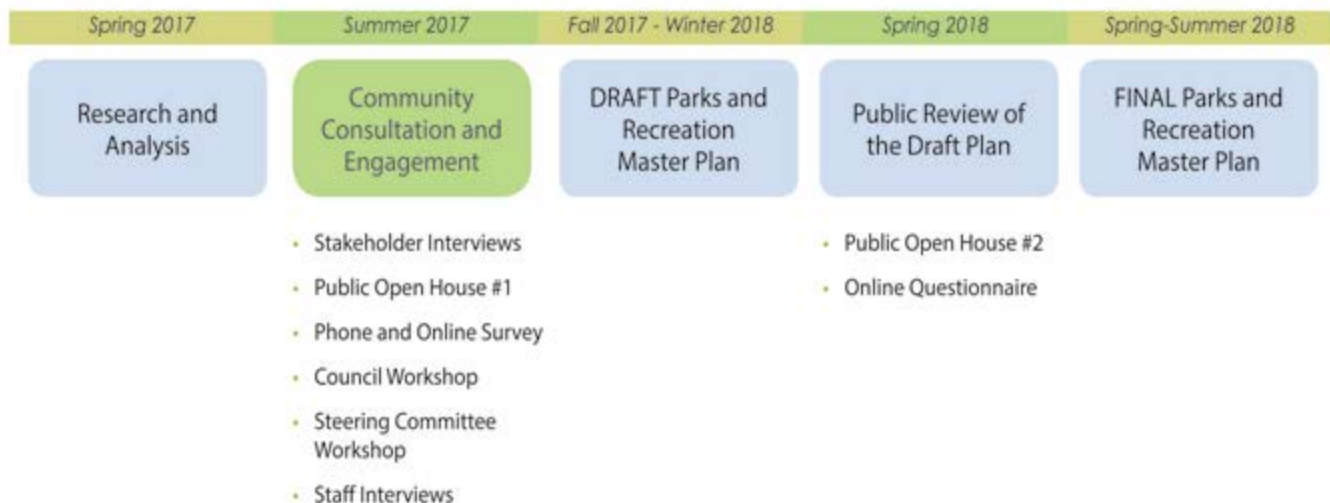 Spring 2017
Summer 2017
Fall 2017 - Winter 2018
Spring 2018
Spring-Summer 2018
Research and
Analysis
Community
Consultation and
Engagement
DRAFT Parks and
Recreation
Master Plan
Public Review of
the Draft Plan
FINAL Parks and
Recreation
Master Plan
• Stakeholder Interviews
• Public Open House #1
• Phone and Online Survey
• Council Workshop
• Steering Committee
Workshop
• Staff Interviews
• Public Open House #2
• Online Questionnaire